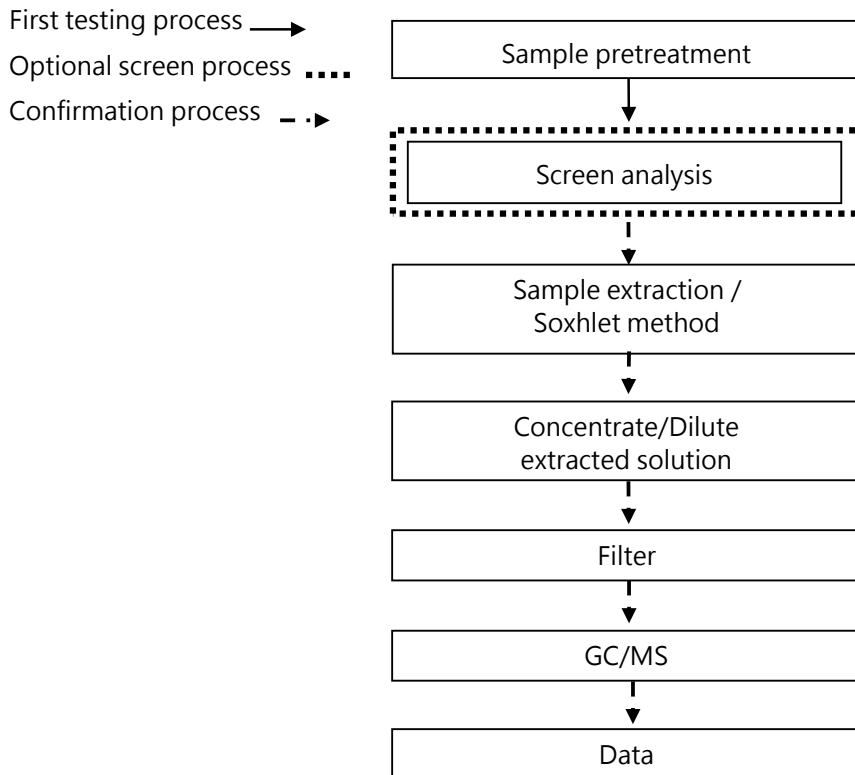 First testing process
Optional screen process
Confirmation process
Sample pretreatment
Screen analysis
Sample extraction /
Soxhlet method
Concentrate/Dilute
extracted solution
Filter
GC/MS
Data